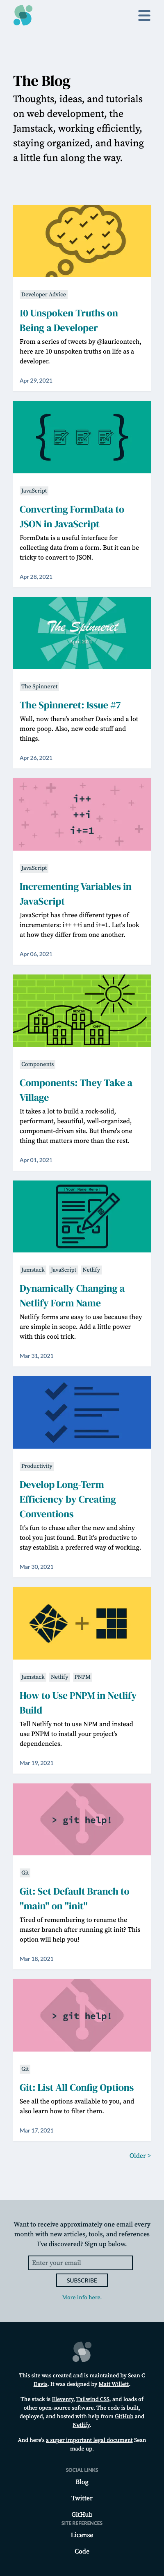 The Blog
Thoughts, ideas, and tutorials
on web development, the
Jamstack, working efficiently,
staying organized, and having
a little fun along the way.
Developer Advice
10 Unspoken Truths on
Being a Developer
From a series of tweets by @laurieontech,
here are 10 unspoken truths on life as a
developer.
Apr 29, 2021
JavaScript
Converting FormData to
JSON in JavaScript
FormData is a useful interface for
collecting data from a form. But it can be
tricky to convert to JSON.
Apr 28, 2021
The Spinneret
The Spinneret
The Spinneret: Issue #7
Well, now there's another Davis and a lot
more poop. Also, new code stuff and
things.
Apr 26, 2021
i++
++i
i+=1
JavaScript
Incrementing Variables in
JavaScript
JavaScript has three different types of
incrementers: i++ ++i and i+=1. Let's look
at how they differ from one another.
Apr 06, 2021
Components
Components: They Take a
Village
It takes a lot to build a rock-solid,
performant, beautiful, well-organized,
component-driven site. But there's one
thing that matters more than the rest.
Apr 01, 2021
Jamstack JavaScript Netlify
Dynamically Changing a
Netlify Form Name
Netlify forms are easy to use because they
are simple in scope. Add a little power
with this cool trick.
Mar 31, 2021
Productivity
Develop Long-Term
Efficiency by Creating
Conventions
It's fun to chase after the new and shiny
tool you just found. But it's productive to
stay establish a preferred way of working.
Mar 30, 2021
Jamstack Netlify PNPM
How to Use PNPM in Netlify
Build
Tell Netlify not to use NPM and instead
use PNPM to install your project's
dependencies.
Mar 19, 2021
> git help!
Git
Git: Set Default Branch to
"main" on "init"
Tired of remembering to rename the
master branch after running git init? This
option will help you!
Mar 18, 2021
> git help!
Git
Git: List All Config Options
See all the options available to you, and
also learn how to filter them.
Mar 17, 2021
Older >
Want to receive approximately one email every
month with new articles, tools, and references
I've discovered? Sign up below.
Enter your email
SUBSCRIBE
More info here.
This site was created and is maintained by Sean C
Davis. It was designed by Matt Willett.
The stack is Eleventy, Tailwind CSS, and loads of
other open-source software. The code is built,
deployed, and hosted with help from GitHub and
Netlify.
And here's a super important legal document Sean
made up.
SOCIAL LINKS
Blog
Twitter
GitHub
SITE REFERENCES
License
Code